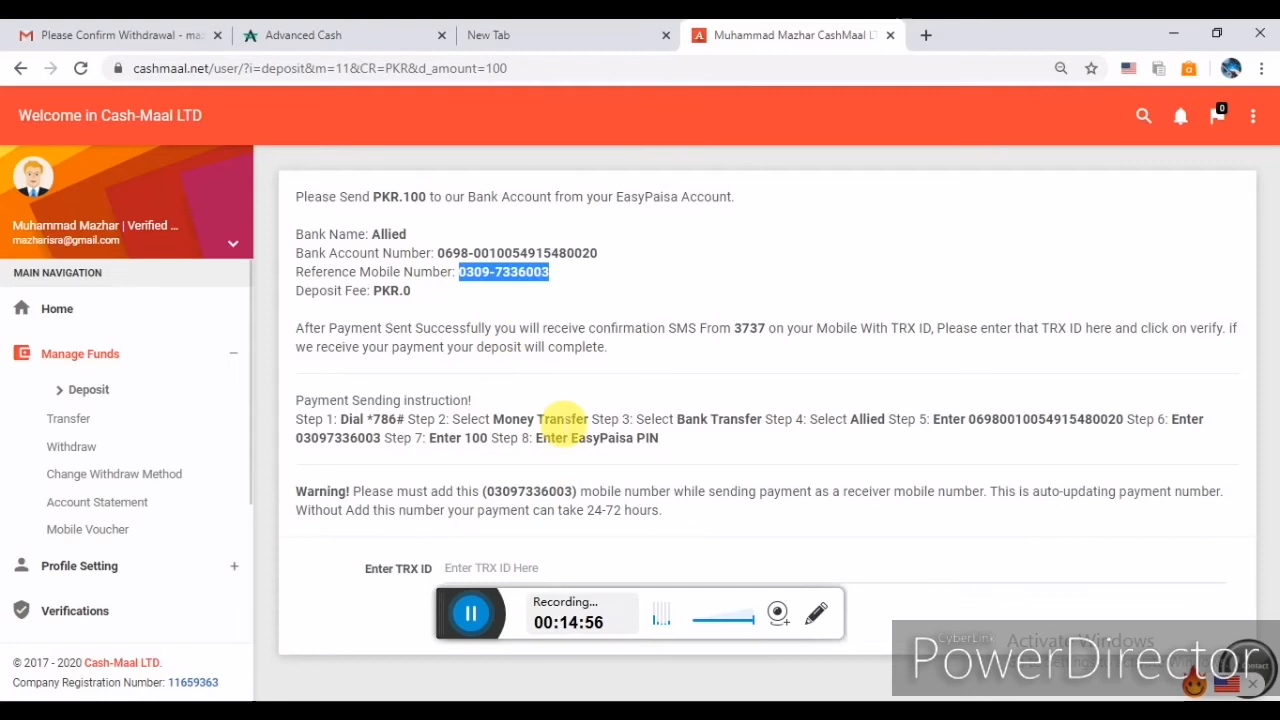 Please Confirm Withdrawal - maz
Advanced Cash
New Tab
Muhammad Mazhar CashMaal LT
cashmaal.net/user/?i=deposit&m=11&CR=PKR&d_amount=100
Welcome in Cash-Maal LTD
0
Muhammad Mazhar | Verified ...
mazharisra@gmail.com
MAIN NAVIGATION
Home
Manage Funds
Deposit
Transfer
Withdraw
Change Withdraw Method
Account Statement
Mobile Voucher
Profile Setting
Verifications
© 2017 - 2020 Cash-Maal LTD.
Company Registration Number: 11659363
Please Send PKR.100 to our Bank Account from your EasyPaisa Account.
Bank Name: Allied
Bank Account Number: 0698-0010054915480020
Reference Mobile Number: 0309-7336003
Deposit Fee: PKR.0
After Payment Sent Successfully you will receive confirmation SMS From 3737 on your Mobile With TRX ID, Please enter that TRX ID here and click on verify. if
we receive your payment your deposit will complete.
Payment Sending instruction!
Step 1: Dial *786# Step 2: Select Money Transfer Step 3: Select Bank Transfer Step 4: Select Allied Step 5: Enter 06980010054915480020 Step 6: Enter
03097336003 Step 7: Enter 100 Step 8: Enter EasyPaisa PIN
Warning! Please must add this (03097336003) mobile number while sending payment as a receiver mobile number. This is auto-updating payment number.
Without Add this number your payment can take 24-72 hours.
Enter TRX ID
Enter TRX ID Here
Recording...
00:14:56
Activate Windows
CyberLink
PowerDirector